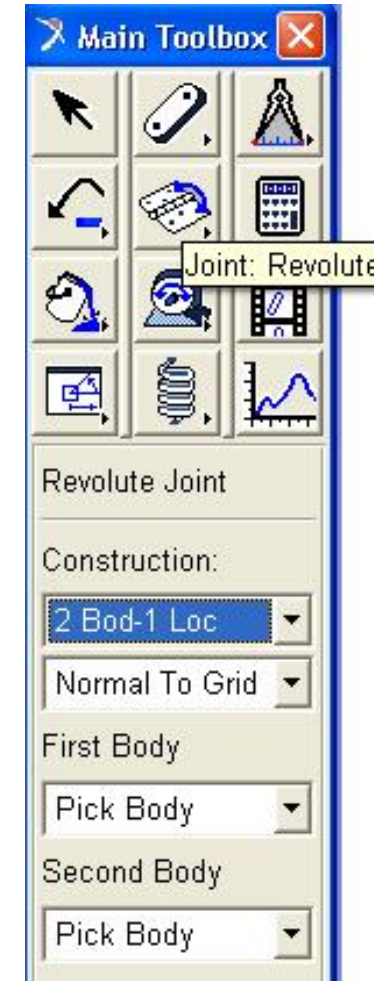 Main Toolbox
Joint: Revolute
Revolute Joint
Construction:
2 Bod-1 Loc
Normal To Grid
First Body
Pick Body
Second Body
Pick Body